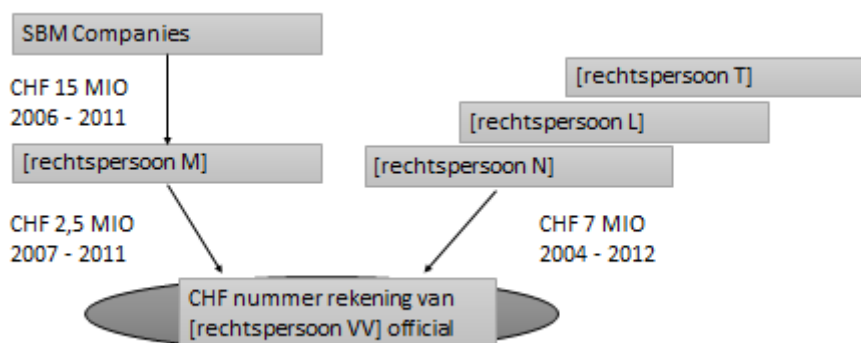 SBM Companies
CHF 15 MIO
2006 - 2011
[rechtspersoon M]
CHF 2,5 MIO
2007 - 2011
[rechtspersoon T]
[rechtspersoon L]
[rechtspersoon N]
CHF 7 MIO
2004 - 2012
CHF nummer rekening van
[rechtspersoon VV] official